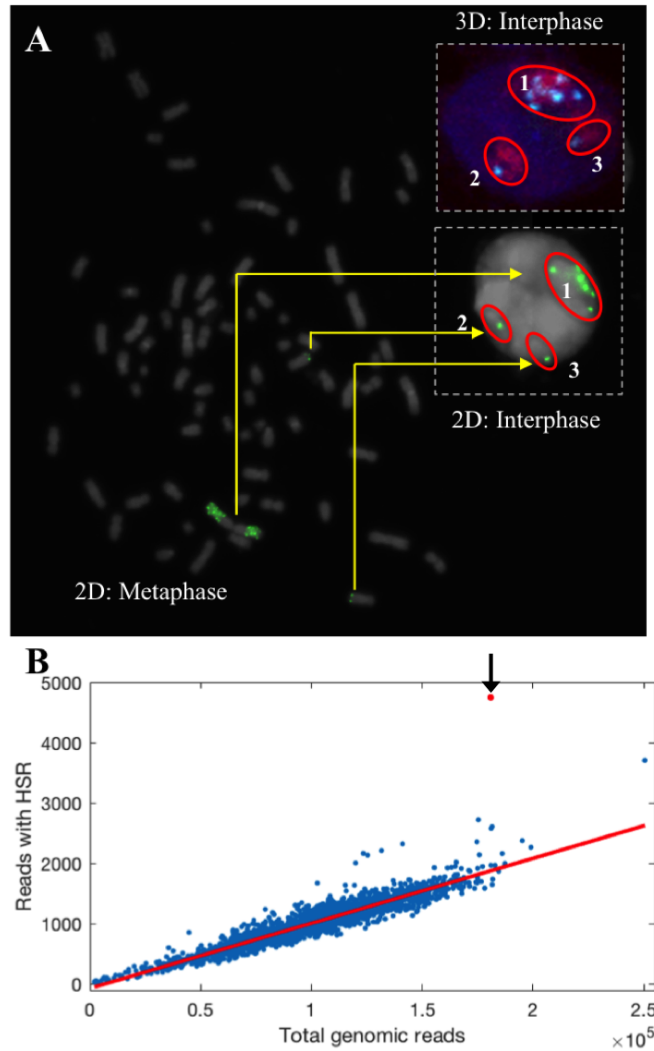 A
3D: Interphase
1
2
3
1
2
3
2D: Interphase
2D: Metaphase
B
5000
4000
3000
2000
1000
0
Reads with HSR
0
0.5
1
1.5
2
2.5
×10⁵
Total genomic reads